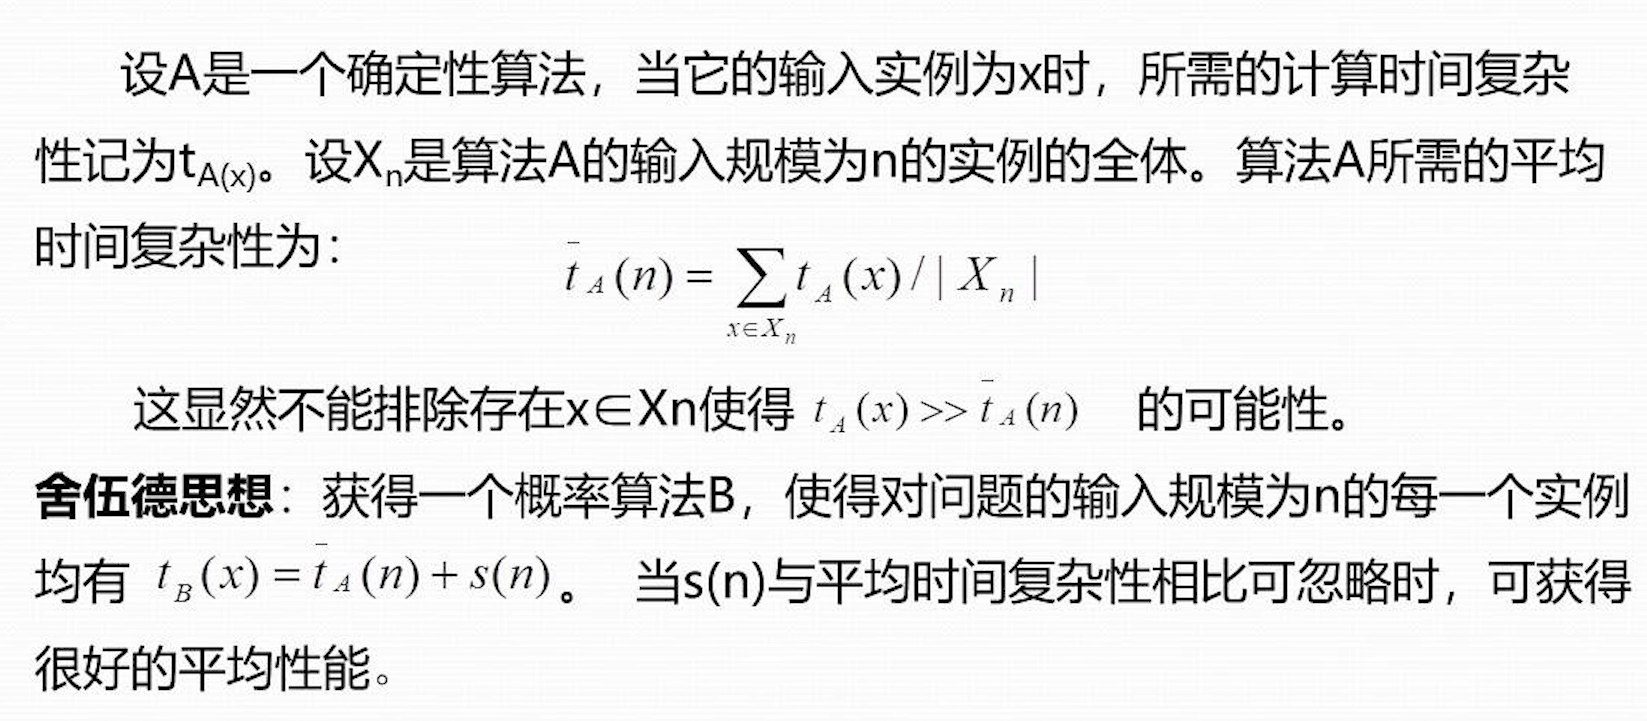 设A是一个确定性算法，当它的输入实例为x时，所需的计算时间复杂
性记为t_{A(x)}。设X_n是算法A的输入规模为n的实例的全体。算法A所需的平均
时间复杂性为：
\bar{t}_A(n) = \sum_{x∈X_n} t_A(x) / | X_n |
这显然不能排除存在x∈Xn使得 t_A(x) >> \bar{t}_A(n) 的可能性。
舍伍德思想：获得一个概率算法B，使得对问题的输入规模为n的每一个实例
均有 t_B(x) = \bar{t}_A(n) + s(n)。 当s(n)与平均时间复杂性相比可忽略时，可获得
很好的平均性能。